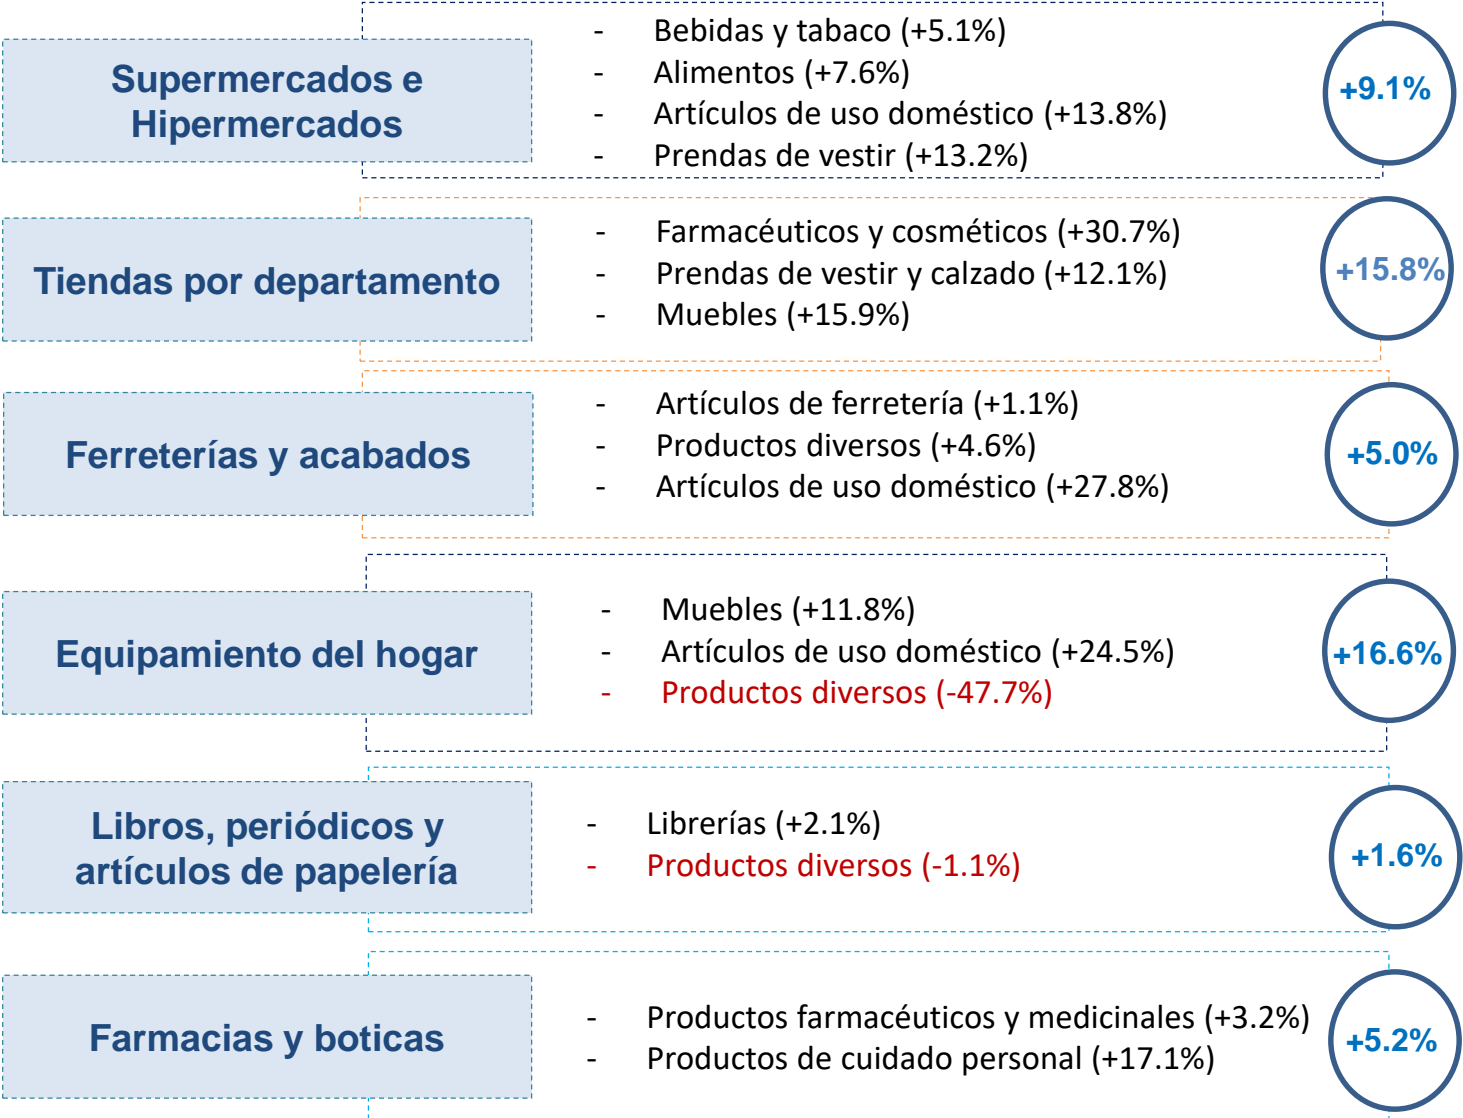 Supermercados e
Hipermercados
- Bebidas y tabaco (+5.1%)
- Alimentos (+7.6%)
- Artículos de uso doméstico (+13.8%)
- Prendas de vestir (+13.2%)
+9.1%
Tiendas por departamento
- Farmacéuticos y cosméticos (+30.7%)
- Prendas de vestir y calzado (+12.1%)
- Muebles (+15.9%)
+15.8%
Ferreterías y acabados
- Artículos de ferretería (+1.1%)
- Productos diversos (+4.6%)
- Artículos de uso doméstico (+27.8%)
+5.0%
Equipamiento del hogar
- Muebles (+11.8%)
- Artículos de uso doméstico (+24.5%)
- Productos diversos (-47.7%)
+16.6%
Libros, periódicos y
artículos de papelería
- Librerías (+2.1%)
- Productos diversos (-1.1%)
+1.6%
Farmacias y boticas
- Productos farmacéuticos y medicinales (+3.2%)
- Productos de cuidado personal (+17.1%)
+5.2%